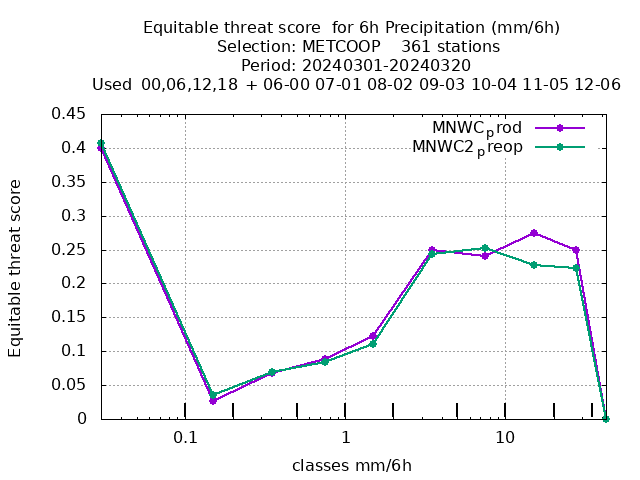 Equitable threat score  for 6h Precipitation (mm/6h)
Selection: METCOOP    361 stations
Period: 20240301-20240320
Used  00,06,12,18  + 06-00 07-01 08-02 09-03 10-04 11-05 12-06
MNWC_prod
MNWC2_preop
Equitable threat score
0.45
0.4
0.35
0.3
0.25
0.2
0.15
0.1
0.05
0
0.1 1 10
classes mm/6h